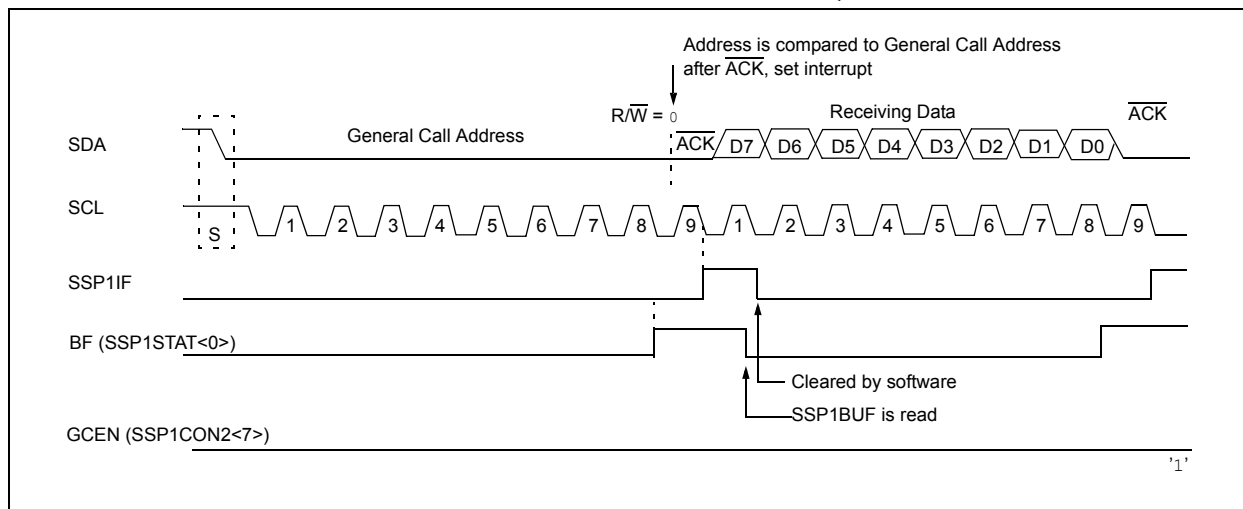 Address is compared to General Call Address
after ACK, set interrupt
R/W = 0
Receiving Data
ACK
SDA
General Call Address
ACK
D7 D6 D5 D4 D3 D2 D1 D0
SCL
S
1 2 3 4 5 6 7 8 9 1 2 3 4 5 6 7 8 9
SSP1IF
BF (SSP1STAT<0>)
Cleared by software
SSP1BUF is read
GCEN (SSP1CON2<7>)
'1'